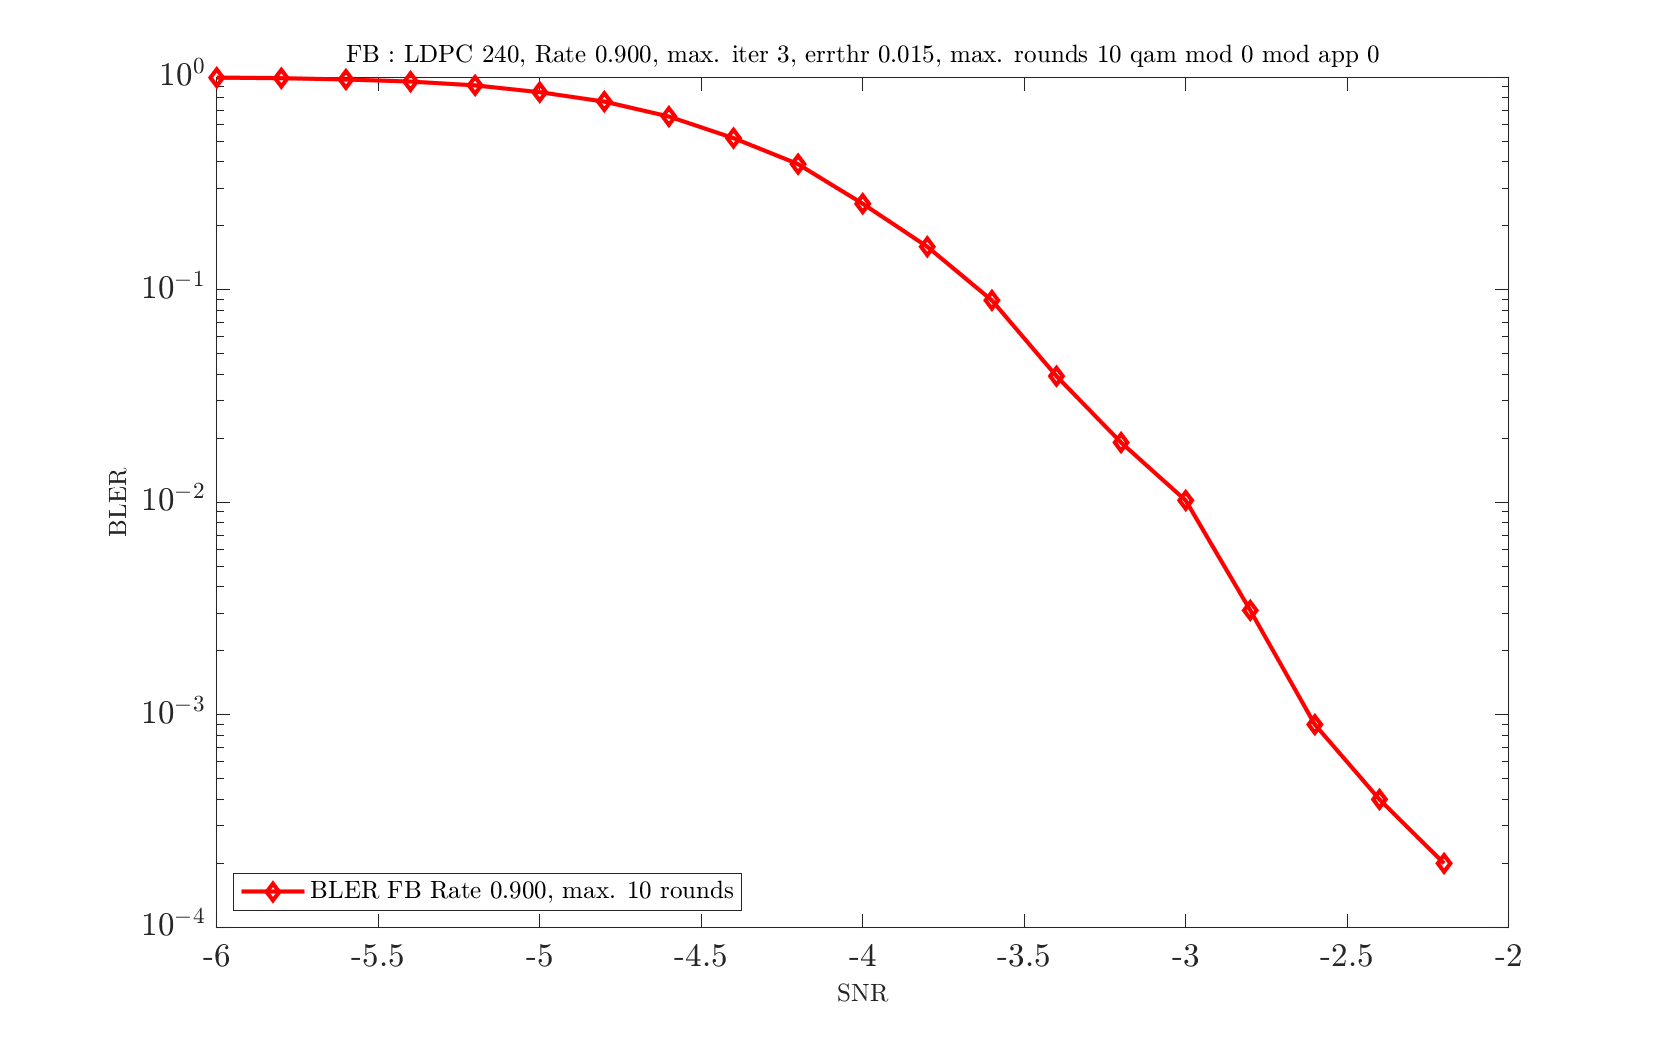 FB : LDPC 240, Rate 0.900, max. iter 3, errthr 0.015, max. rounds 10 qam mod 0 mod app 0
10^0
10^-1
10^-2
10^-3
10^-4
BLER
BLER FB Rate 0.900, max. 10 rounds
-6 -5.5 -5 -4.5 -4 -3.5 -3 -2.5 -2
SNR